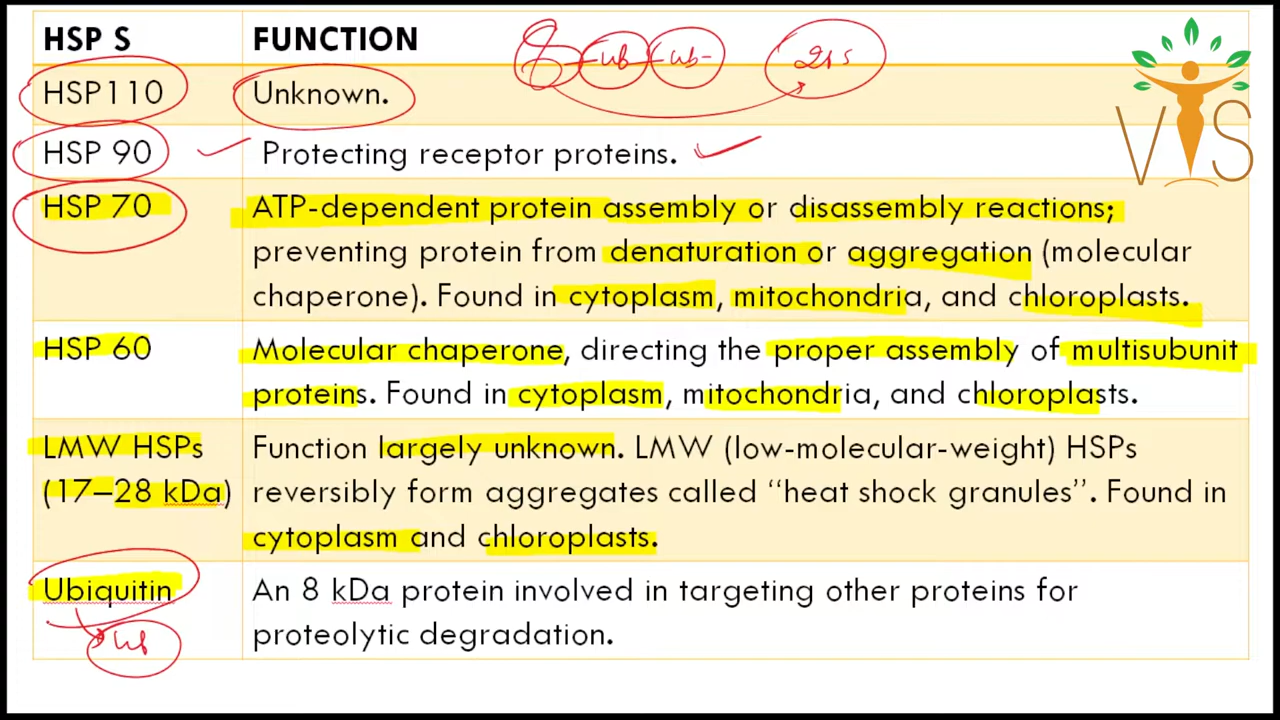 HSP S FUNCTION
ub ub
HSP110 Unknown.
HSP 90 Protecting receptor proteins.
HSP 70 ATP-dependent protein assembly or disassembly reactions;
preventing protein from denaturation or aggregation (molecular
chaperone). Found in cytoplasm, mitochondria, and chloroplasts.
HSP 60 Molecular chaperone, directing the proper assembly of multisubunit
proteins. Found in cytoplasm, mitochondria, and chloroplasts.
LMW HSPs Function largely unknown. LMW (low-molecular-weight) HSPs
(17–28 kDa) reversibly form aggregates called “heat shock granules”. Found in
cytoplasm and chloroplasts.
Ubiquitin An 8 kDa protein involved in targeting other proteins for
proteolytic degradation.
ub
V S